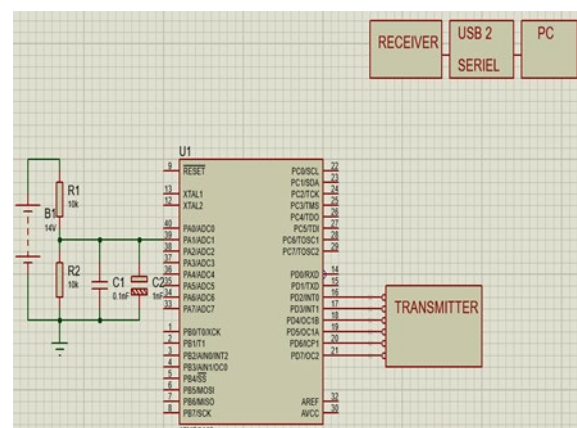 RECEIVER
USB 2
SERIEL
PC
U1
R1
10k
B1
14V
R2
10k
C1
0.1nF
C2
1nF
9 RESET
13 XTAL1
12 XTAL2
40 PA0/ADC0
39 PA1/ADC1
38 PA2/ADC2
37 PA3/ADC3
36 PA4/ADC4
35 PA5/ADC5
34 PA6/ADC6
33 PA7/ADC7
1 PB0/T0/XCK
2 PB1/T1
3 PB2/AIN0/INT2
4 PB3/AIN1/OC0
5 PB4/SS
6 PB5/MOSI
7 PB6/MISO
8 PB7/SCK
PC0/SCL 22
PC1/SDA 23
PC2/TCK 24
PC3/TMS 25
PC4/TDO 26
PC5/TDI 27
PC6/TOSC1 28
PC7/TOSC2 29
PD0/RXD 14
PD1/TXD 15
PD2/INT0 16
PD3/INT1 17
PD4/OC1B 18
PD5/OC1A 19
PD6/ICP1 20
PD7/OC2 21
AREF 32
AVCC 30
TRANSMITTER